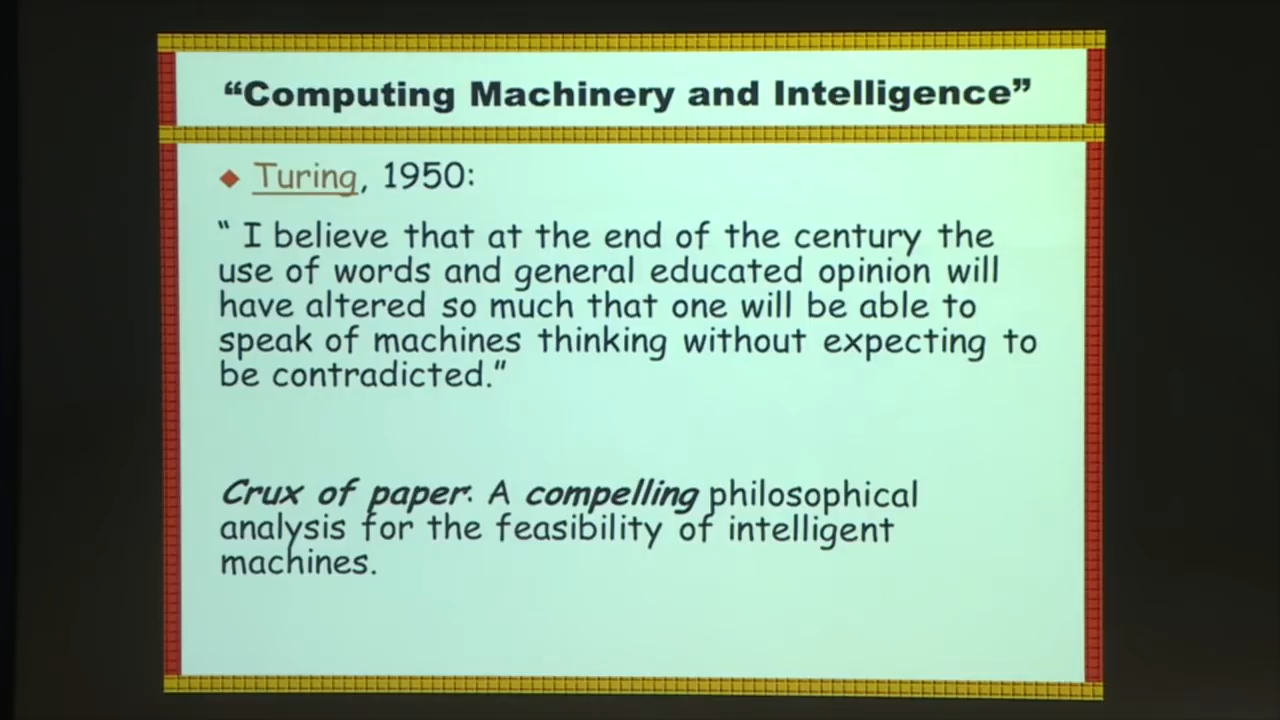 “Computing Machinery and Intelligence”
◆ Turing, 1950:
“ I believe that at the end of the century the
use of words and general educated opinion will
have altered so much that one will be able to
speak of machines thinking without expecting to
be contradicted.”
Crux of paper: A compelling philosophical
analysis for the feasibility of intelligent
machines.